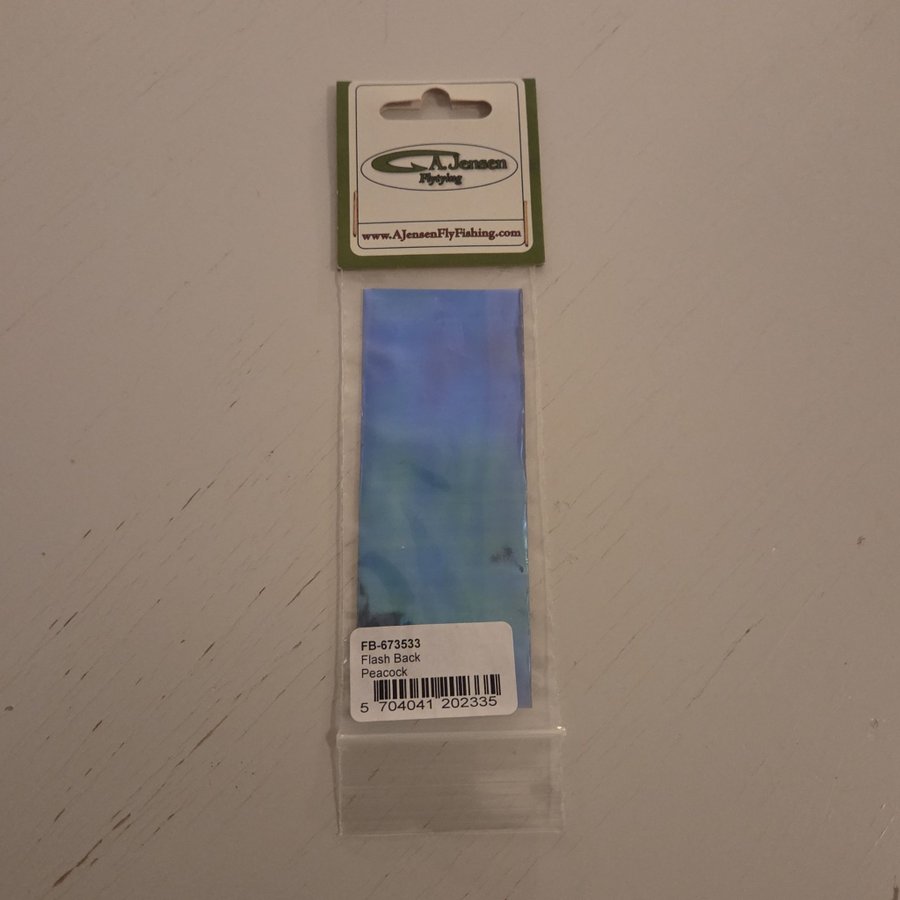 A. Jensen
Flytying
www.AJensenFlyFishing.com
FB-673533
Flash Back
Peacock
5 704041 202335